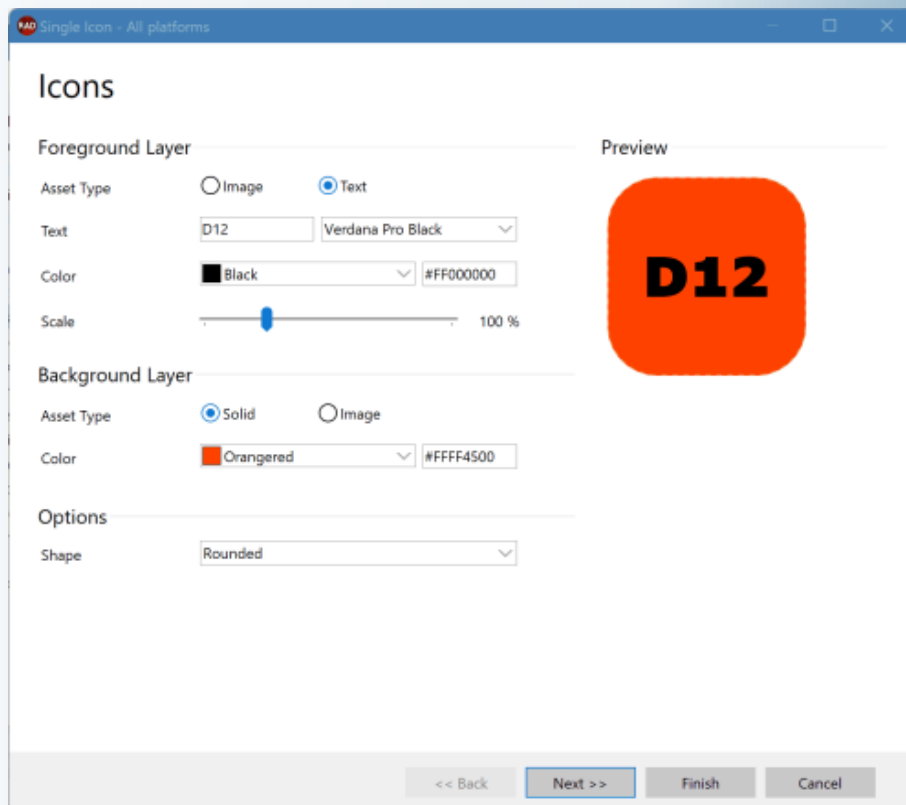 RAD Single Icon - All platforms
Icons
Foreground Layer
Asset Type Image Text
Text D12 Verdana Pro Black
Color Black #FF000000
Scale 100 %
Background Layer
Asset Type Solid Image
Color Orangered #FFFF4500
Options
Shape Rounded
Preview
D12
<< Back Next >> Finish Cancel